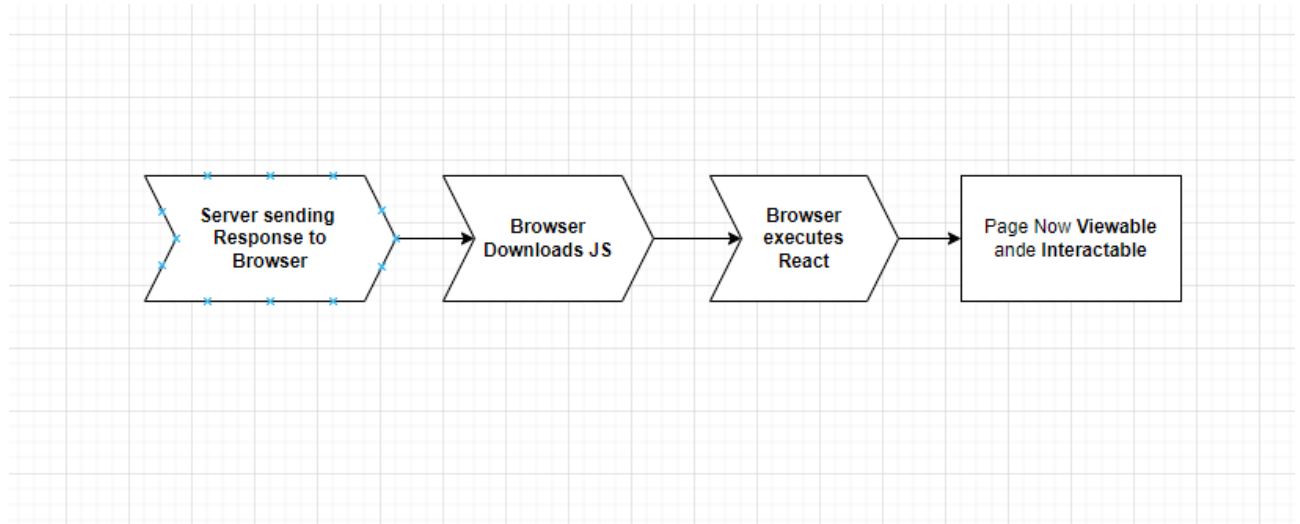 Server sending
Response to
Browser
Browser
Downloads JS
Browser
executes
React
Page Now Viewable
ande Interactable